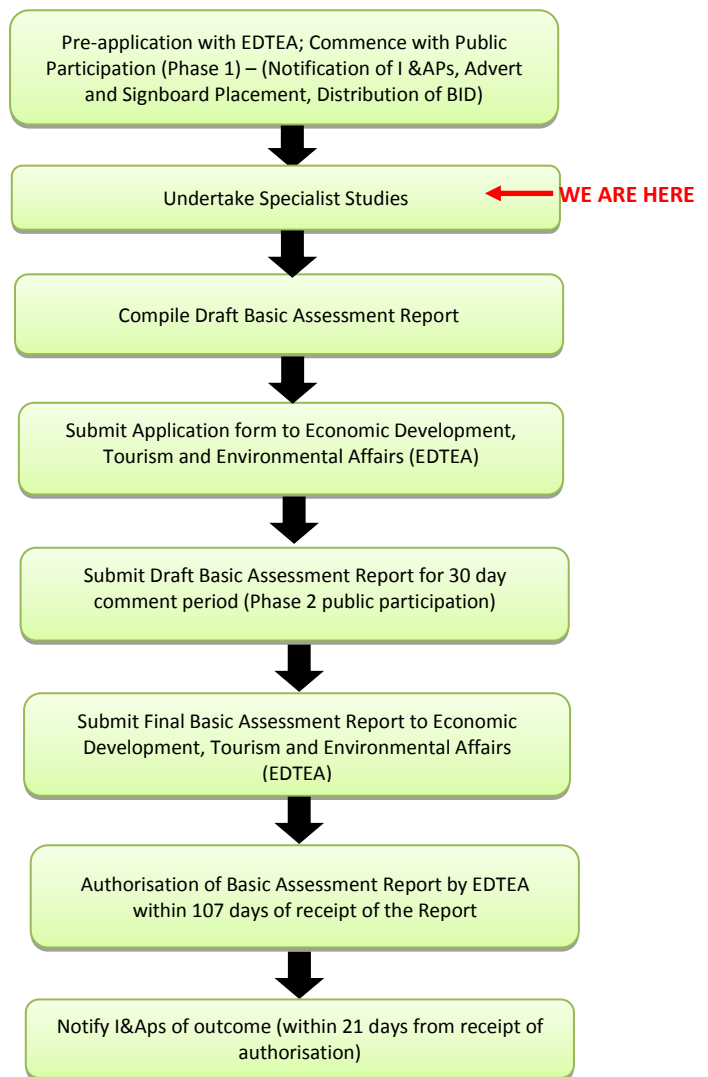 Pre-application with EDTEA; Commence with Public
Participation (Phase 1) – (Notification of I &APs, Advert
and Signboard Placement, Distribution of BID)
Undertake Specialist Studies
WE ARE HERE
Compile Draft Basic Assessment Report
Submit Application form to Economic Development,
Tourism and Environmental Affairs (EDTEA)
Submit Draft Basic Assessment Report for 30 day
comment period (Phase 2 public participation)
Submit Final Basic Assessment Report to Economic
Development, Tourism and Environmental Affairs
(EDTEA)
Authorisation of Basic Assessment Report by EDTEA
within 107 days of receipt of the Report
Notify I&Aps of outcome (within 21 days from receipt of
authorisation)